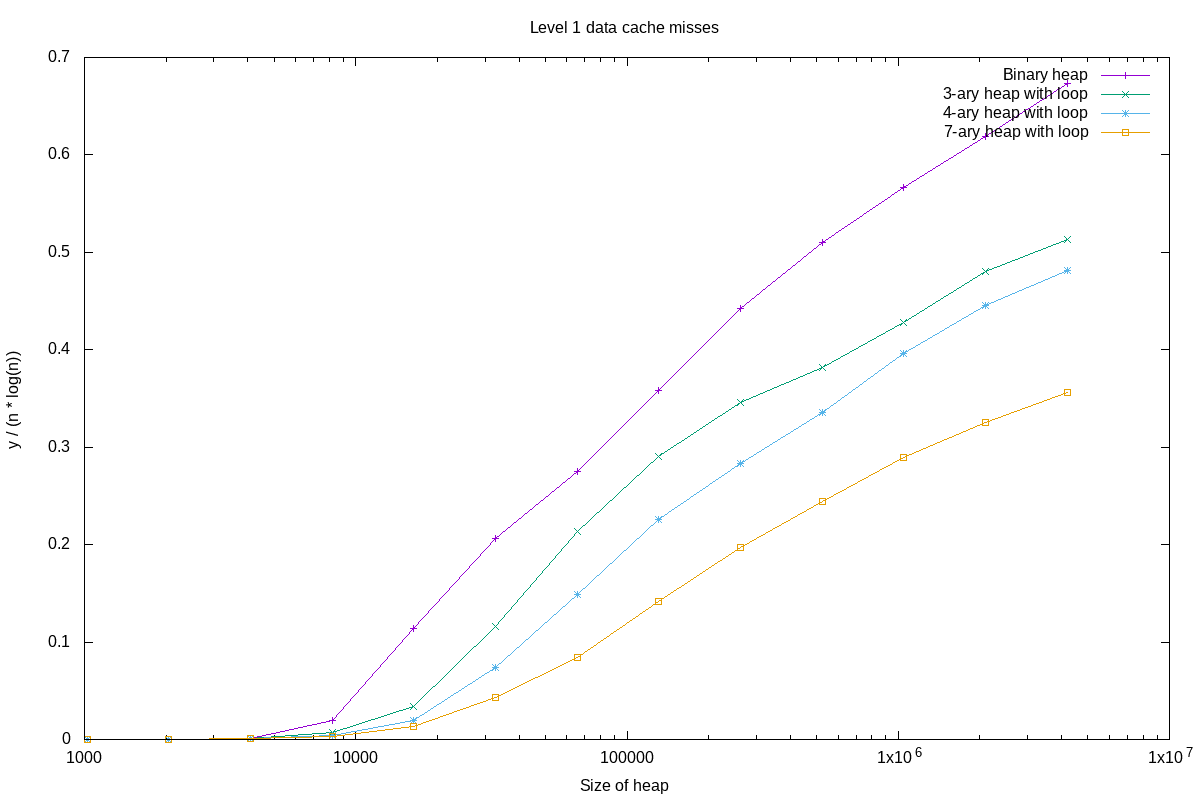 Level 1 data cache misses
0.7
0.6
0.5
0.4
0.3
0.2
0.1
0
y / (n * log(n))
Binary heap
3-ary heap with loop
4-ary heap with loop
7-ary heap with loop
1000 10000 100000 1x10^6 1x10^7
Size of heap